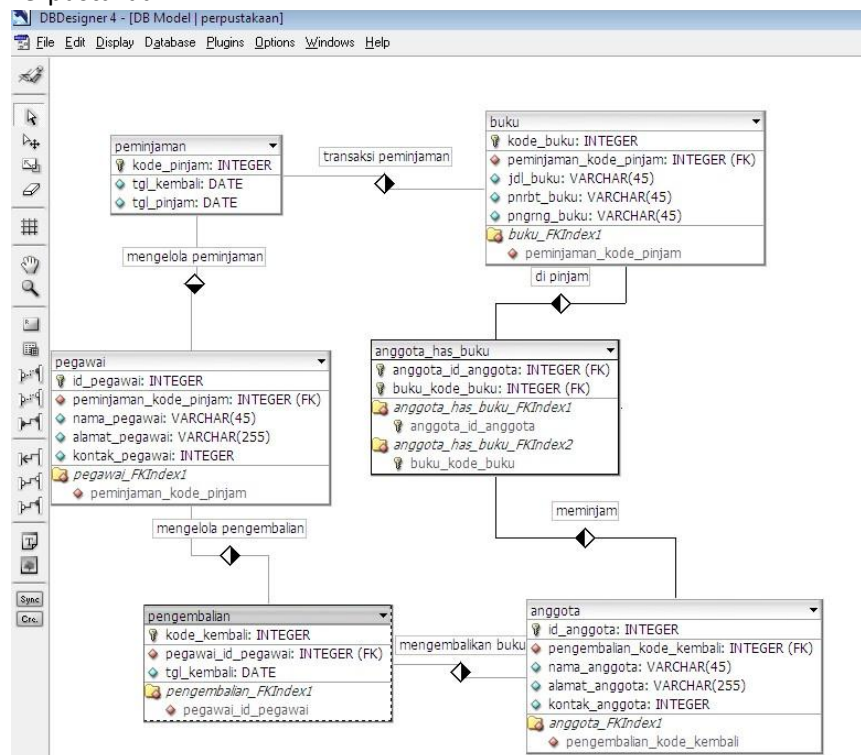 DBDesigner 4 - [DB Model | perpustakaan]
File Edit Display Database Plugins Options Windows Help
peminjaman
kode_pinjam: INTEGER
tgl_kembali: DATE
tgl_pinjam: DATE
transaksi peminjaman
buku
kode_buku: INTEGER
peminjaman_kode_pinjam: INTEGER (FK)
jdl_buku: VARCHAR(45)
pnrbt_buku: VARCHAR(45)
pngrng_buku: VARCHAR(45)
buku_FKIndex1
peminjaman_kode_pinjam
mengelola peminjaman
di pinjam
pegawai
id_pegawai: INTEGER
peminjaman_kode_pinjam: INTEGER (FK)
nama_pegawai: VARCHAR(45)
alamat_pegawai: VARCHAR(255)
kontak_pegawai: INTEGER
pegawai_FKIndex1
peminjaman_kode_pinjam
anggota_has_buku
anggota_id_anggota: INTEGER (FK)
buku_kode_buku: INTEGER (FK)
anggota_has_buku_FKIndex1
anggota_id_anggota
anggota_has_buku_FKIndex2
buku_kode_buku
mengelola pengembalian
meminjam
pengembalian
kode_kembali: INTEGER
pegawai_id_pegawai: INTEGER (FK)
tgl_kembali: DATE
pengembalian_FKIndex1
pegawai_id_pegawai
mengembalikan buku
anggota
id_anggota: INTEGER
pengembalian_kode_kembali: INTEGER (FK)
nama_anggota: VARCHAR(45)
alamat_anggota: VARCHAR(255)
kontak_anggota: INTEGER
anggota_FKIndex1
pengembalian_kode_kembali
Sync
Cre.